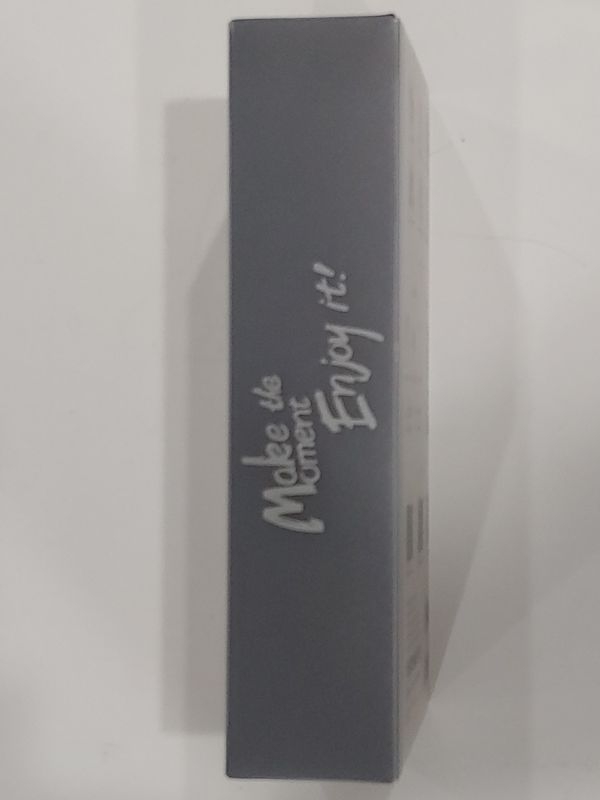 Make the
Moment
Enjoy it!